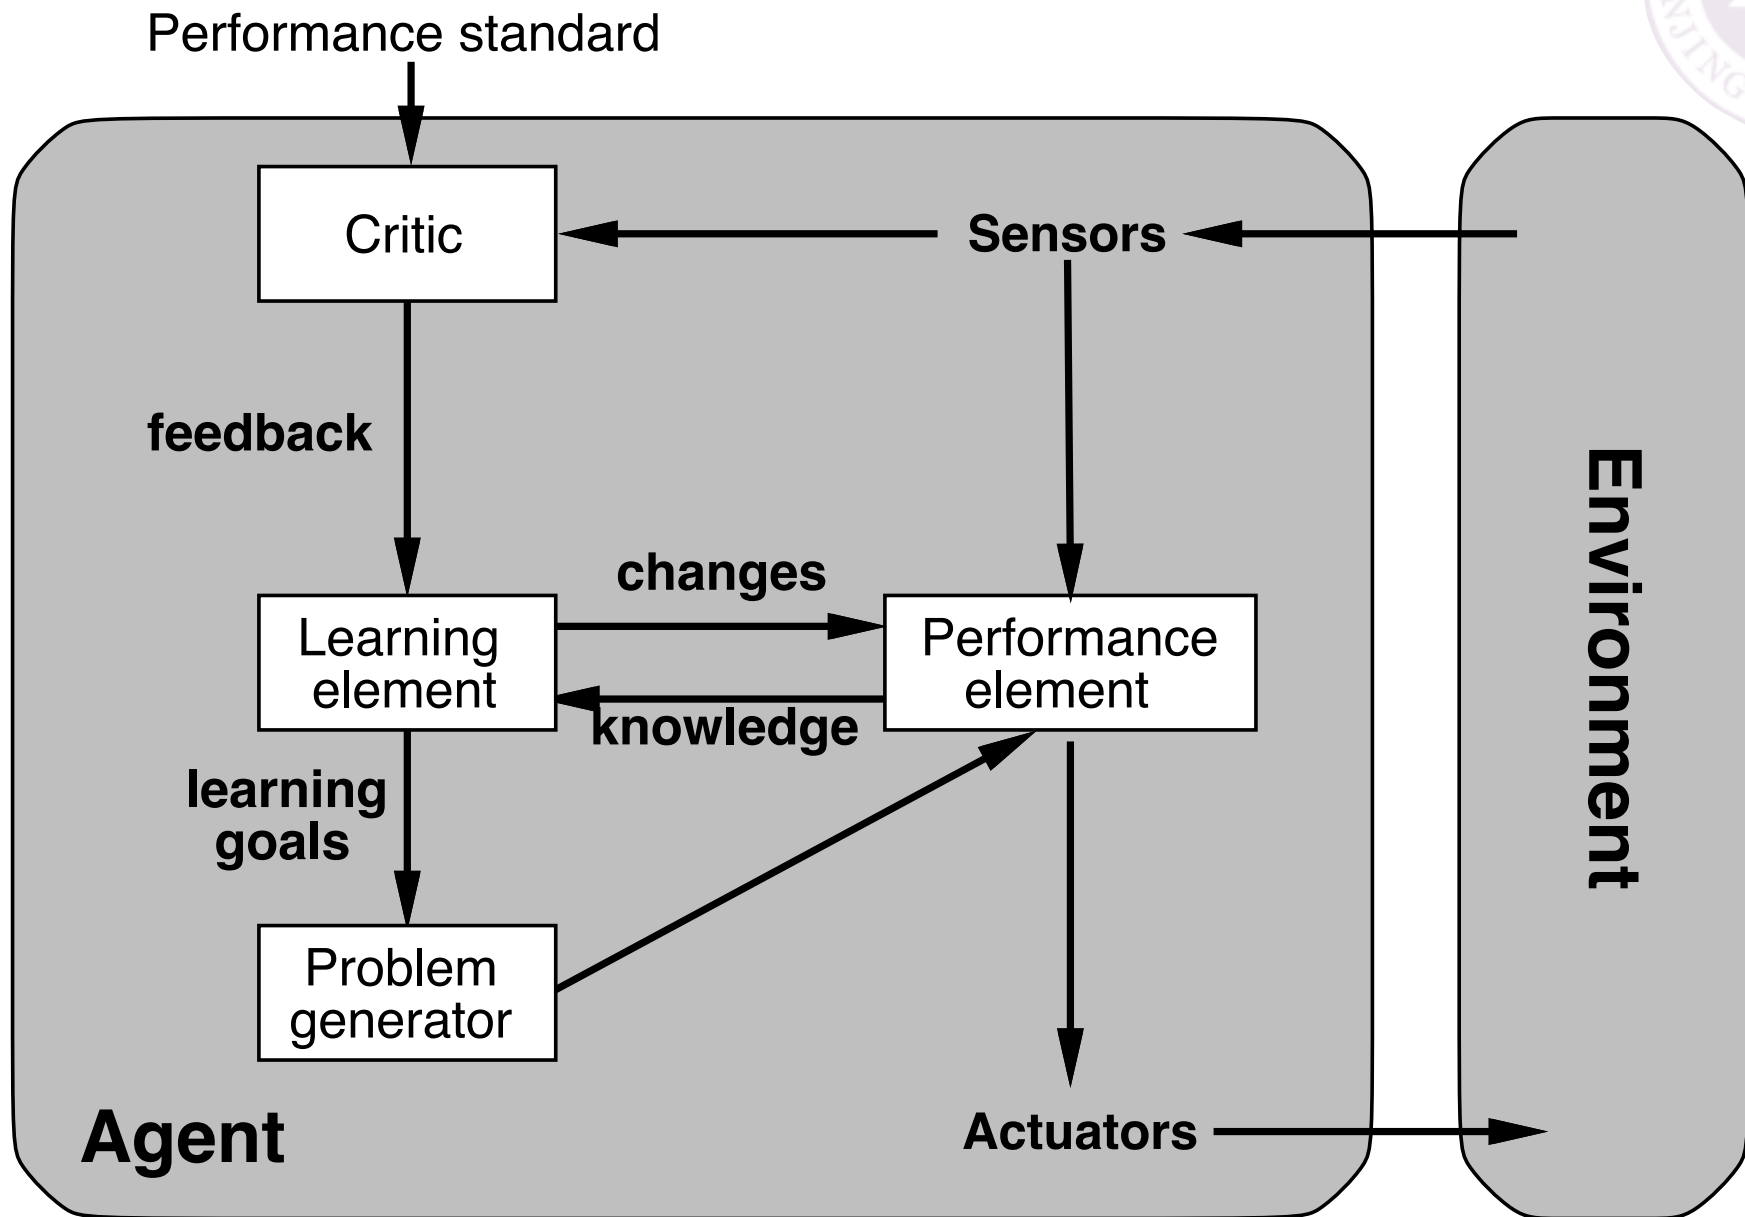 Performance standard
Critic
Sensors
feedback
changes
Learning
element
Performance
element
knowledge
learning
goals
Problem
generator
Agent
Actuators
Environment